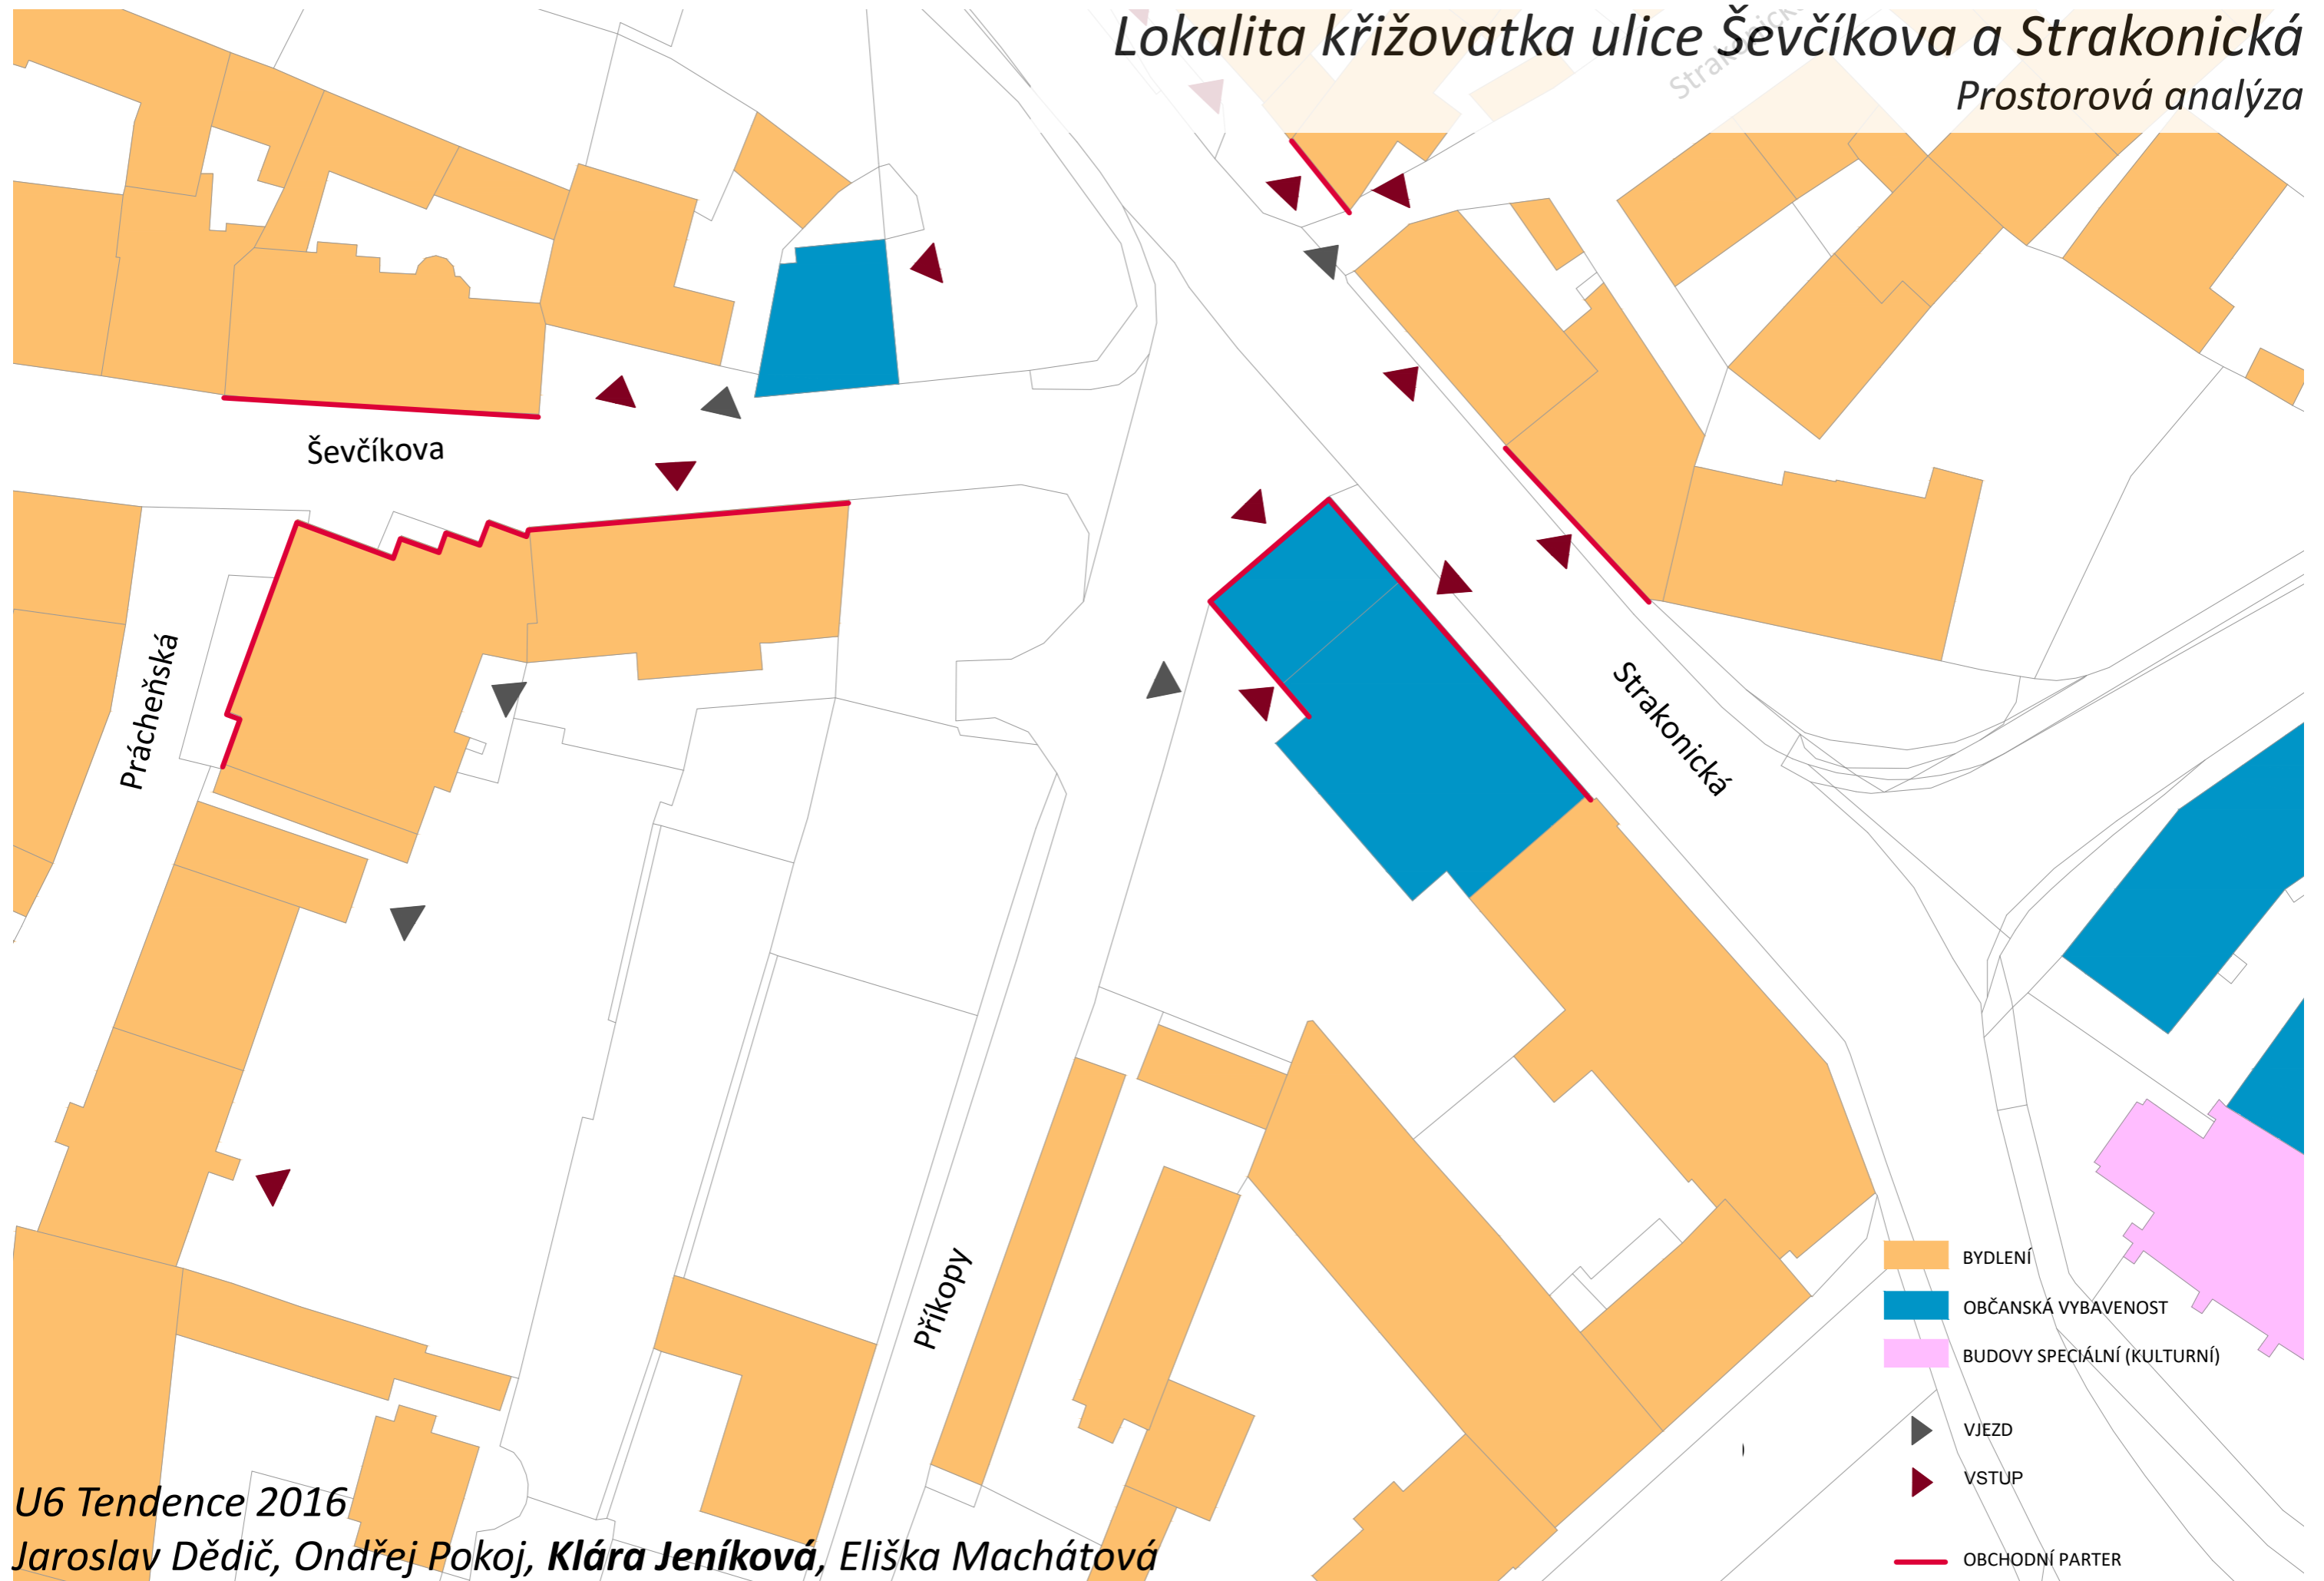 Lokalita křižovatka ulice Ševčíkova a Strakonická
Prostorová analýza
Strakonická
Ševčíkova
Prácheňská
Strakonická
Příkopy
BYDLENÍ
OBČANSKÁ VYBAVENOST
BUDOVY SPECIÁLNÍ (KULTURNÍ)
VJEZD
VSTUP
OBCHODNÍ PARTER
U6 Tendence 2016
Jaroslav Dědič, Ondřej Pokoj, Klára Jeníková, Eliška Machátová